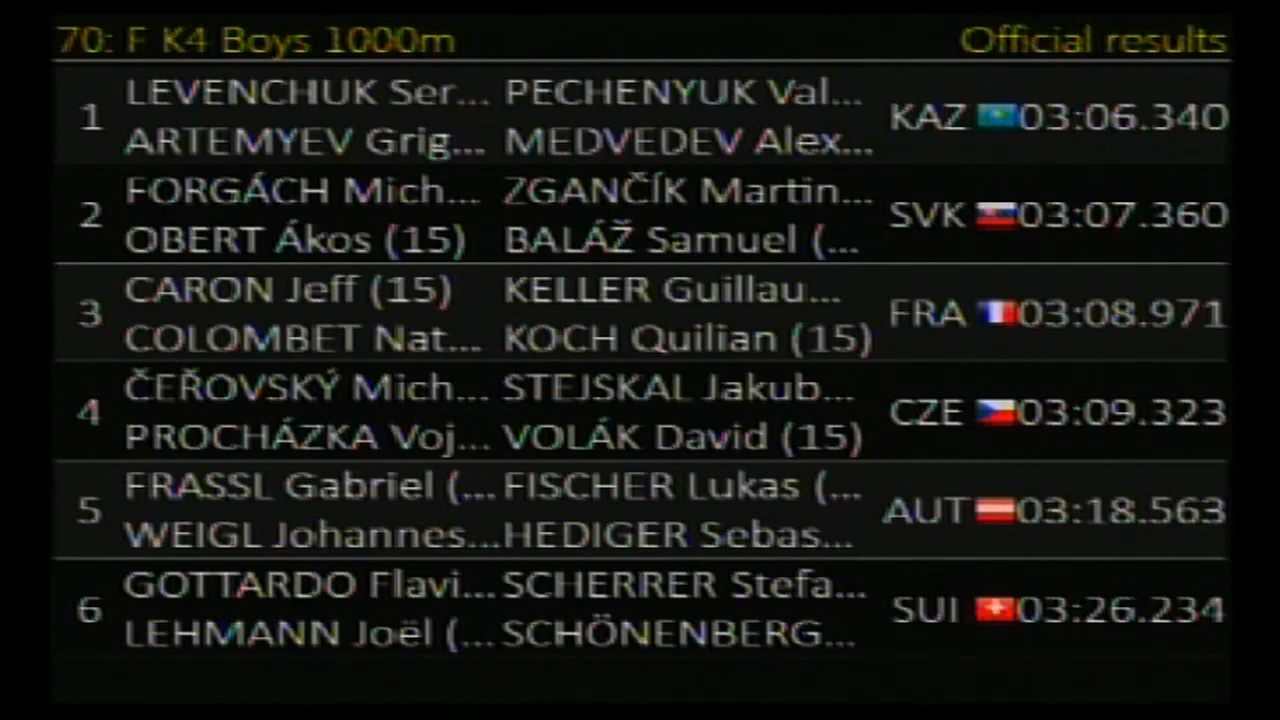 70: F K4 Boys 1000m Official results
1 LEVENCHUK Ser... PECHENYUK Val... KAZ 03:06.340
ARTEMYEV Grig... MEDVEDEV Alex...
2 FORGÁCH Mich... ZGANČÍK Martin... SVK 03:07.360
OBERT Ákos (15) BALÁŽ Samuel (...
3 CARON Jeff (15) KELLER Guillau... FRA 03:08.971
COLOMBET Nat... KOCH Quilian (15)
4 ČEŘOVSKÝ Mich... STEJSKAL Jakub... CZE 03:09.323
PROCHÁZKA Voj... VOLÁK David (15)
5 FRASSL Gabriel (... FISCHER Lukas (... AUT 03:18.563
WEIGL Johannes... HEDIGER Sebas...
6 GOTTARDO Flavi... SCHERRER Stefa... SUI 03:26.234
LEHMANN Joël (... SCHÖNENBERG...